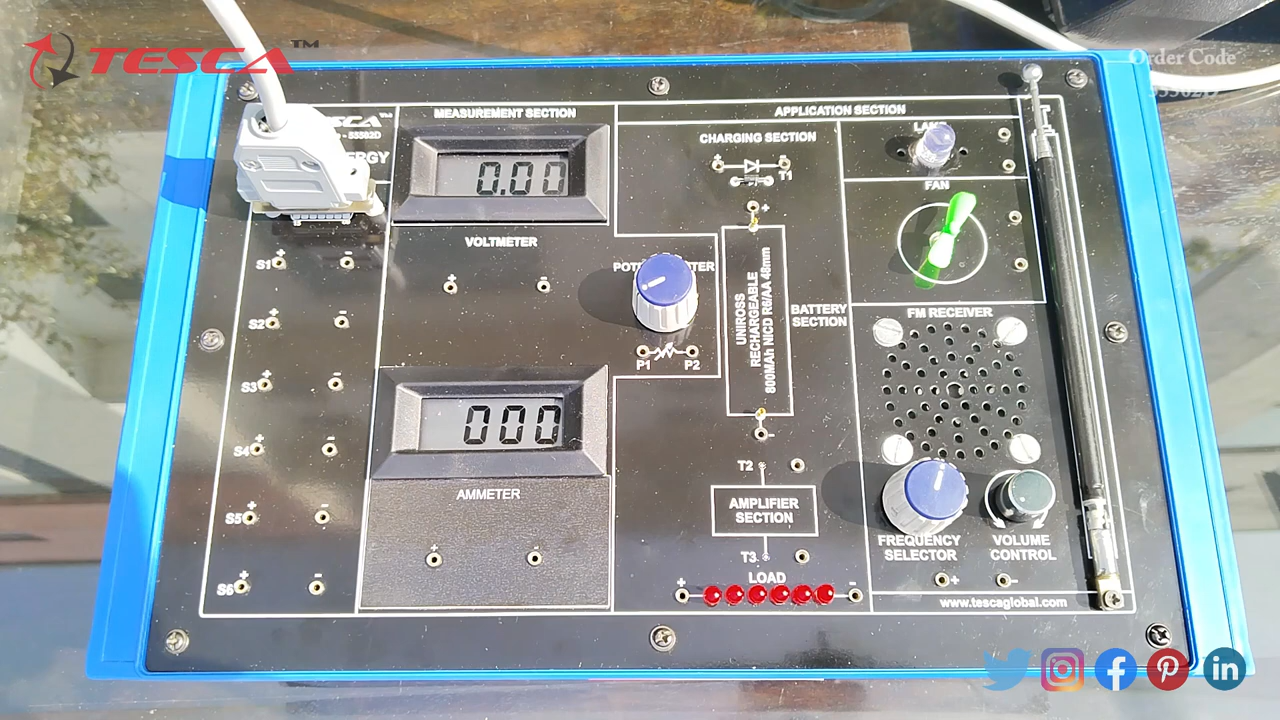 TESCA™
Order Code
MEASUREMENT SECTION
APPLICATION SECTION
55502D
0.00
VOLTMETER
CHARGING SECTION
T1
+
LAMP
FAN
S1
+
-
S2
+
-
S3
+
-
S4
+
-
S5
+
-
S6
+
-
+
-
P1
P2
UNIROSS
RECHARGEABLE
800MAh NICD R6/AA 48mm
BATTERY
SECTION
-
FM RECEIVER
000
AMMETER
+
-
T2
AMPLIFIER
SECTION
T3
LOAD
+
-
FREQUENCY
SELECTOR
VOLUME
CONTROL
+
-
www.tescaglobal.com